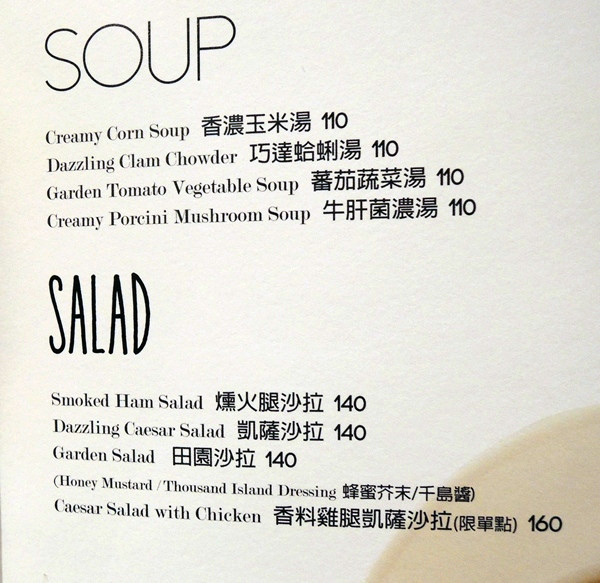 SOUP
Creamy Corn Soup 香濃玉米湯 110
Dazzling Clam Chowder 巧達蛤蜊湯 110
Garden Tomato Vegetable Soup 蕃茄蔬菜湯 110
Creamy Porcini Mushroom Soup 牛肝菌濃湯 110
SALAD
Smoked Ham Salad 燻火腿沙拉 140
Dazzling Caesar Salad 凱薩沙拉 140
Garden Salad 田園沙拉 140
(Honey Mustard / Thousand Island Dressing 蜂蜜芥末/千島醬)
Caesar Salad with Chicken 香料雞腿凱薩沙拉(限單點) 160